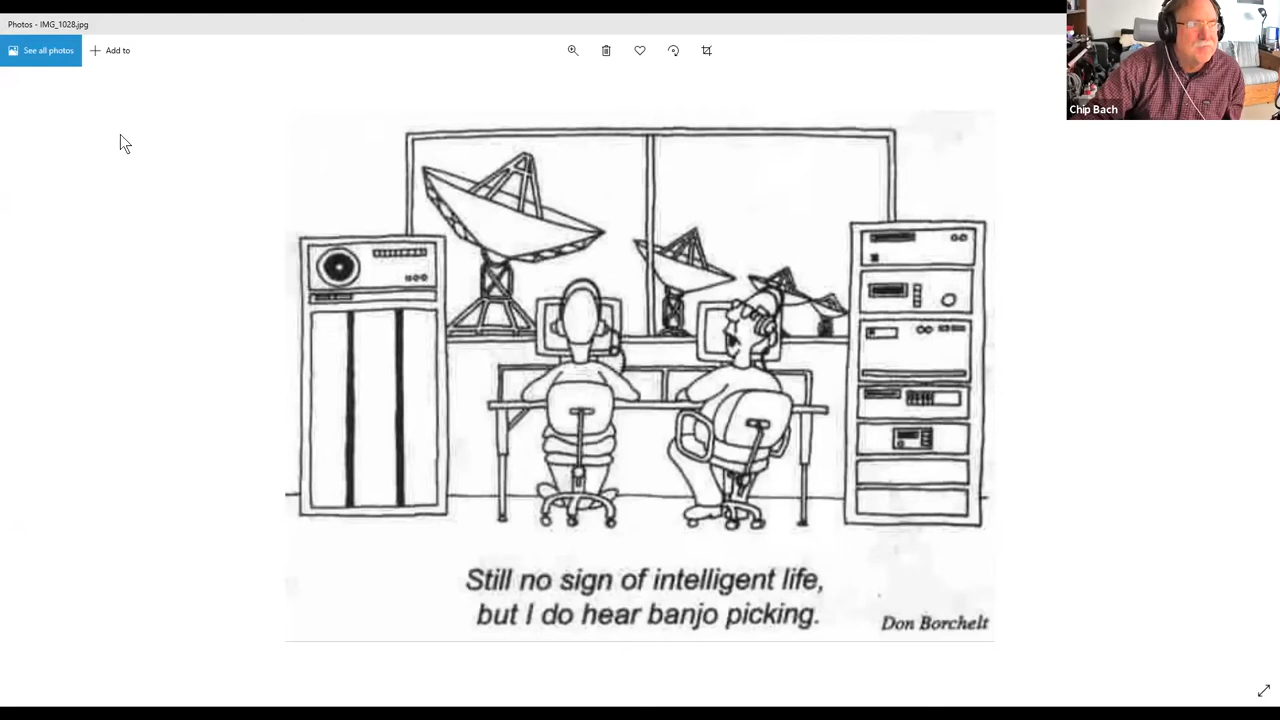 Photos - IMG_1028.jpg
See all photos
Add to
Chip Bach
Still no sign of intelligent life,
but I do hear banjo picking.
Don Borchelt